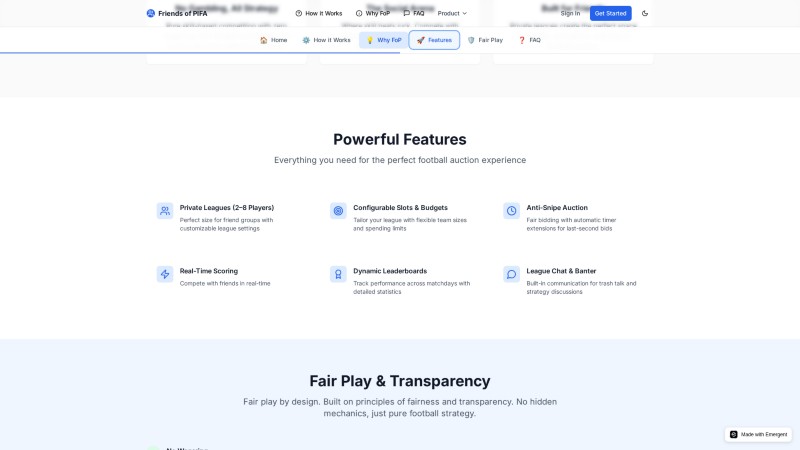 Friends of PIFA
How it Works
Why FoP
FAQ
Product
Sign In
Get Started
🏠 Home
⚙️ How it Works
💡 Why FoP
🚀 Features
🛡️ Fair Play
❓ FAQ
Powerful Features
Everything you need for the perfect football auction experience
Private Leagues (2–8 Players)
Perfect size for friend groups with
customizable league settings
Configurable Slots & Budgets
Tailor your league with flexible team sizes
and spending limits
Anti-Snipe Auction
Fair bidding with automatic timer
extensions for last-second bids
Real-Time Scoring
Compete with friends in real-time
Dynamic Leaderboards
Track performance across matchdays with
detailed statistics
League Chat & Banter
Built-in communication for trash talk and
strategy discussions
Fair Play & Transparency
Fair play by design. Built on principles of fairness and transparency. No hidden
mechanics, just pure football strategy.
Made with Emergent